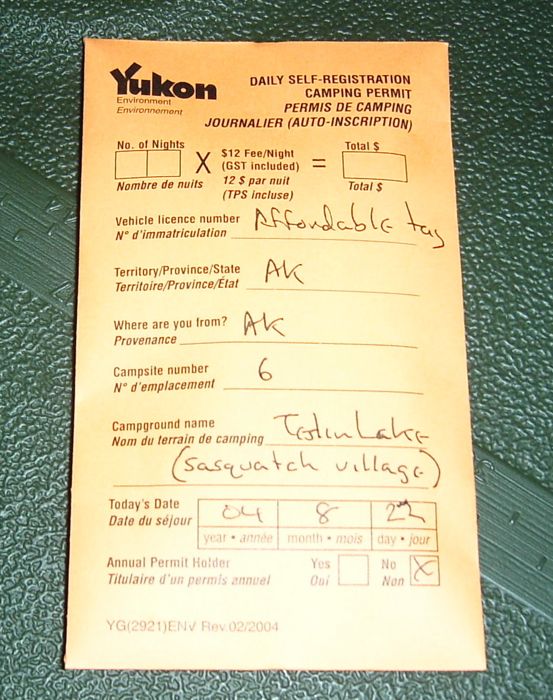 Yukon
Environment
Environnement
DAILY SELF-REGISTRATION
CAMPING PERMIT
PERMIS DE CAMPING
JOURNALIER (AUTO-INSCRIPTION)
No. of Nights
Nombre de nuits
X
$12 Fee/Night
(GST included)
12 $ par nuit
(TPS incluse)
=
Total $
Total $
Vehicle licence number Affordable tag
N° d'immatriculation
Territory/Province/State AK
Territoire/Province/État
Where are you from? AK
Provenance
Campsite number 6
N° d'emplacement
Campground name
Nom du terrain de camping Teslin Lake
(sasquatch village)
Today's Date
Date du séjour
04 8 22
year • année month • mois day • jour
Annual Permit Holder Yes No X
Titulaire d'un permis annuel Oui Non
YG(2921)ENV Rev.02/2004